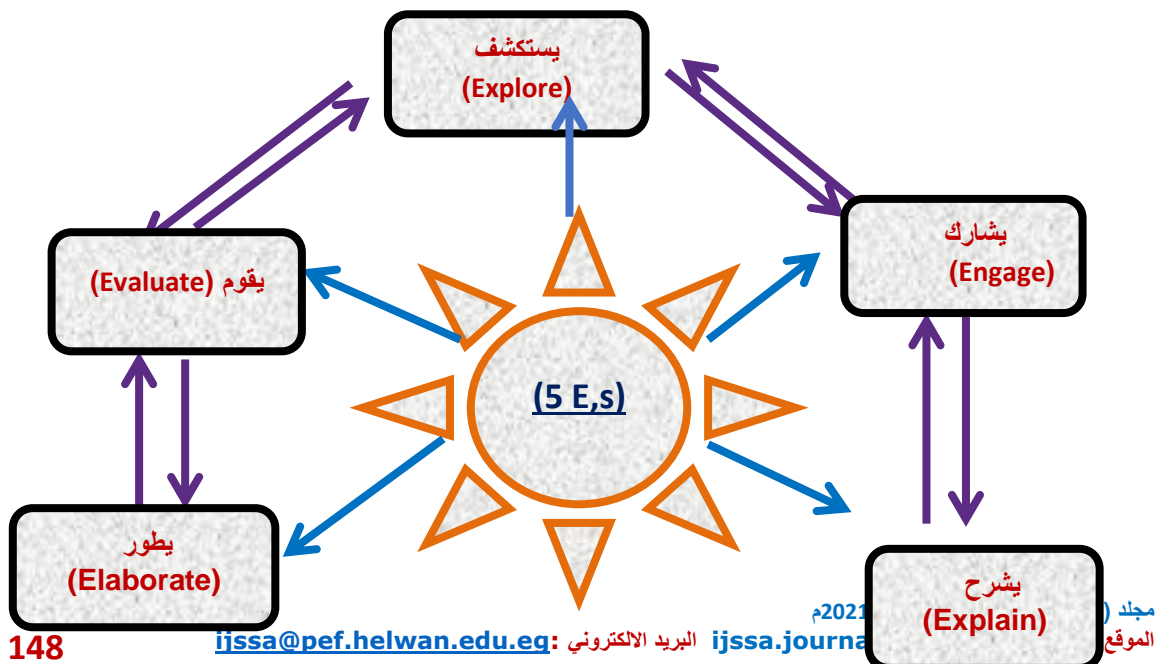 يستكشف
(Explore)
يشارك
(Engage)
يقوم (Evaluate)
(5 E,s)
يطور
(Elaborate)
يشرح
(Explain)
مجلد ( 2021م
الموقع ijssa.journa البريد الالكتروني :ijssa@pef.helwan.edu.eg
148